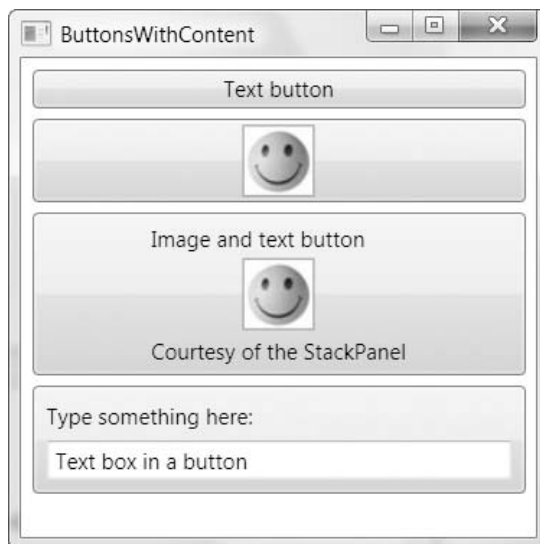 ButtonsWithContent
Text button
Image and text button
Courtesy of the StackPanel
Type something here:
Text box in a button